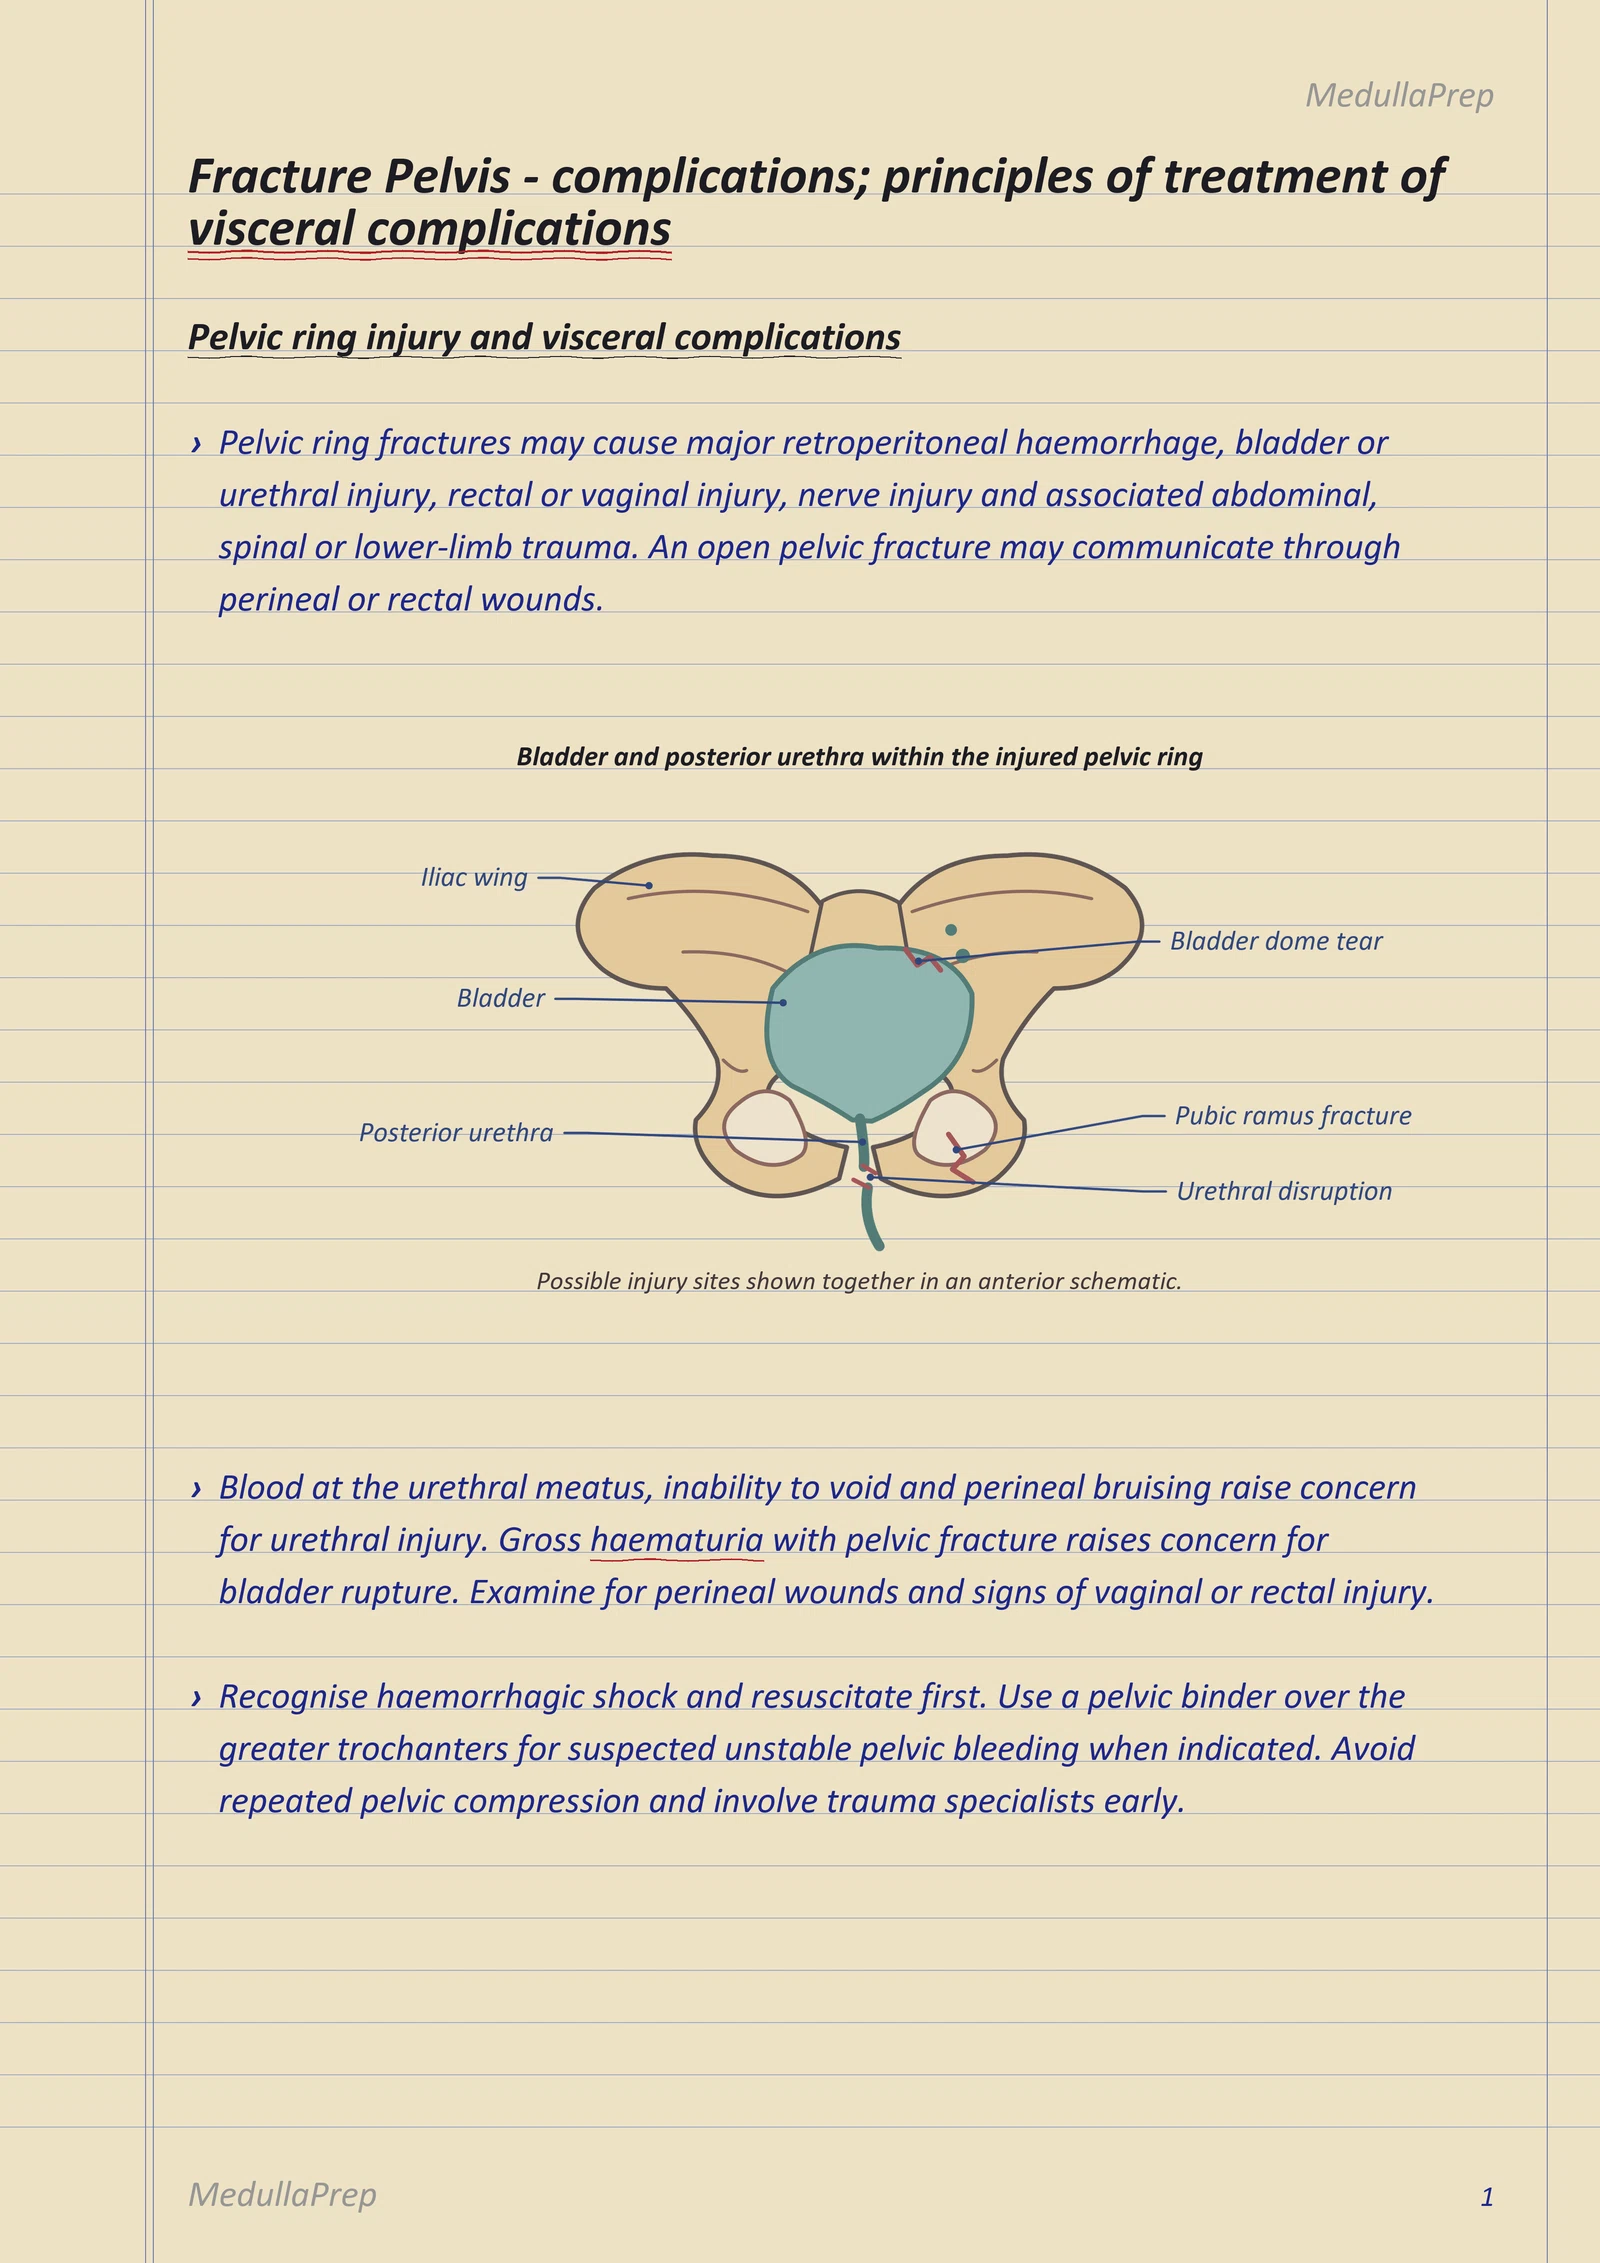 MedullaPrep
Fracture Pelvis - complications; principles of treatment of
visceral complications
Pelvic ring injury and visceral complications
› Pelvic ring fractures may cause major retroperitoneal haemorrhage, bladder or
urethral injury, rectal or vaginal injury, nerve injury and associated abdominal,
spinal or lower-limb trauma. An open pelvic fracture may communicate through
perineal or rectal wounds.
Bladder and posterior urethra within the injured pelvic ring
Iliac wing
Bladder dome tear
Bladder
Pubic ramus fracture
Posterior urethra
Urethral disruption
Possible injury sites shown together in an anterior schematic.
› Blood at the urethral meatus, inability to void and perineal bruising raise concern
for urethral injury. Gross haematuria with pelvic fracture raises concern for
bladder rupture. Examine for perineal wounds and signs of vaginal or rectal injury.
› Recognise haemorrhagic shock and resuscitate first. Use a pelvic binder over the
greater trochanters for suspected unstable pelvic bleeding when indicated. Avoid
repeated pelvic compression and involve trauma specialists early.
MedullaPrep
1